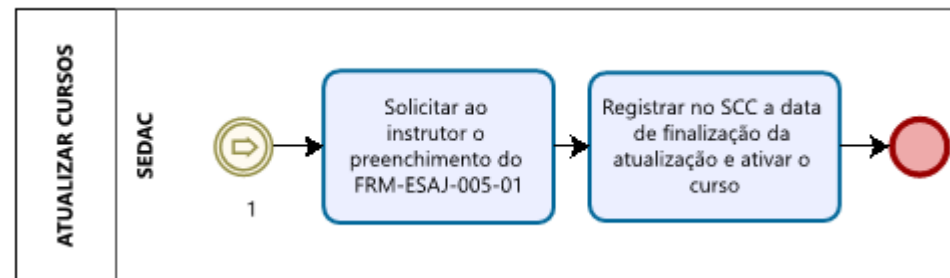 ATUALIZAR CURSOS
SEDAC
1
Solicitar ao
instrutor o
preenchimento do
FRM-ESAJ-005-01
Registrar no SCC a data
de finalização da
atualização e ativar o
curso